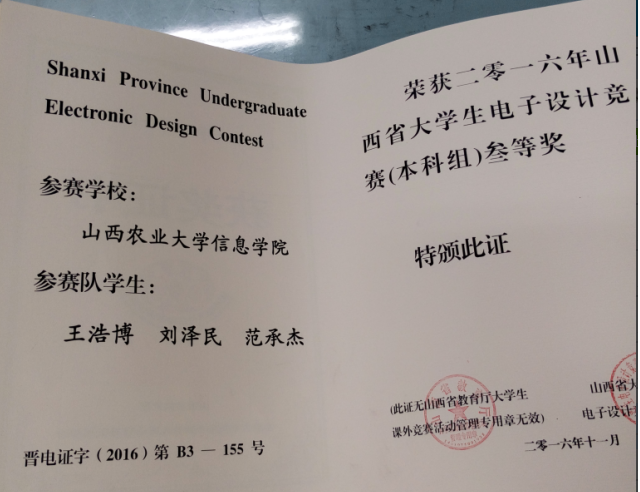 Shanxi Province Undergraduate
Electronic Design Contest
参赛学校：
山西农业大学信息学院
参赛队学生：
王浩博 刘泽民 范承杰
晋电证字（2016）第 B3 — 155 号
荣获二零一六年山
西省大学生电子设计竞
赛(本科组)叁等奖
特颁此证
(此证无山西省教育厅大学生
课外竞赛活动管理专用章无效)
山西省大
电子设计
二零一六年十一月